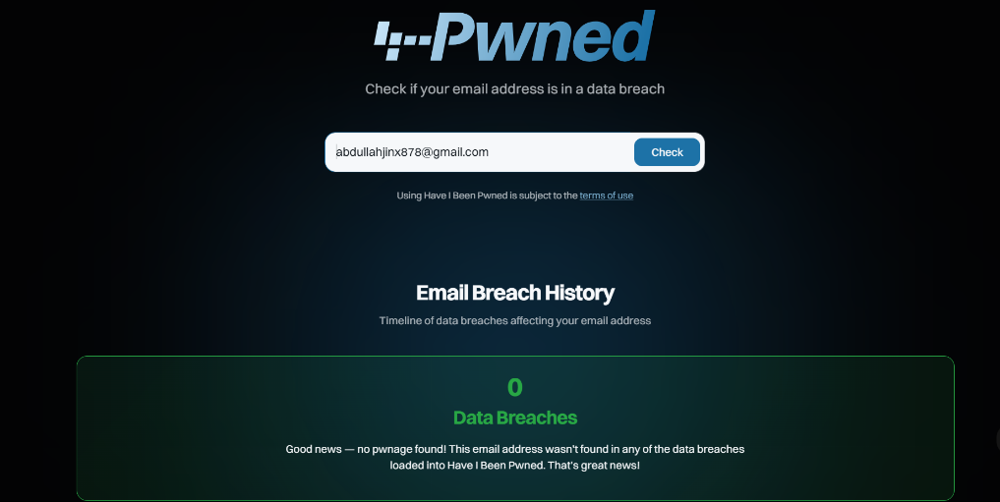 Pwned
Check if your email address is in a data breach
abdullahjinx878@gmail.com
Check
Using Have I Been Pwned is subject to the terms of use
Email Breach History
Timeline of data breaches affecting your email address
0
Data Breaches
Good news — no pwnage found! This email address wasn't found in any of the data breaches
loaded into Have I Been Pwned. That's great news!